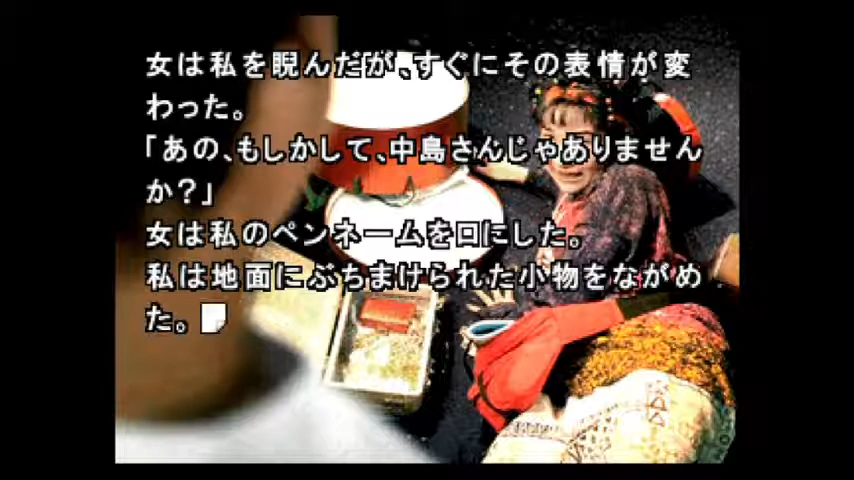 女は私を睨んだが、すぐにその表情が変
わった。
「あの、もしかして、中島さんじゃありません
か？」
女は私のペンネームを口にした。
私は地面にぶちまけられた小物をながめ
た。